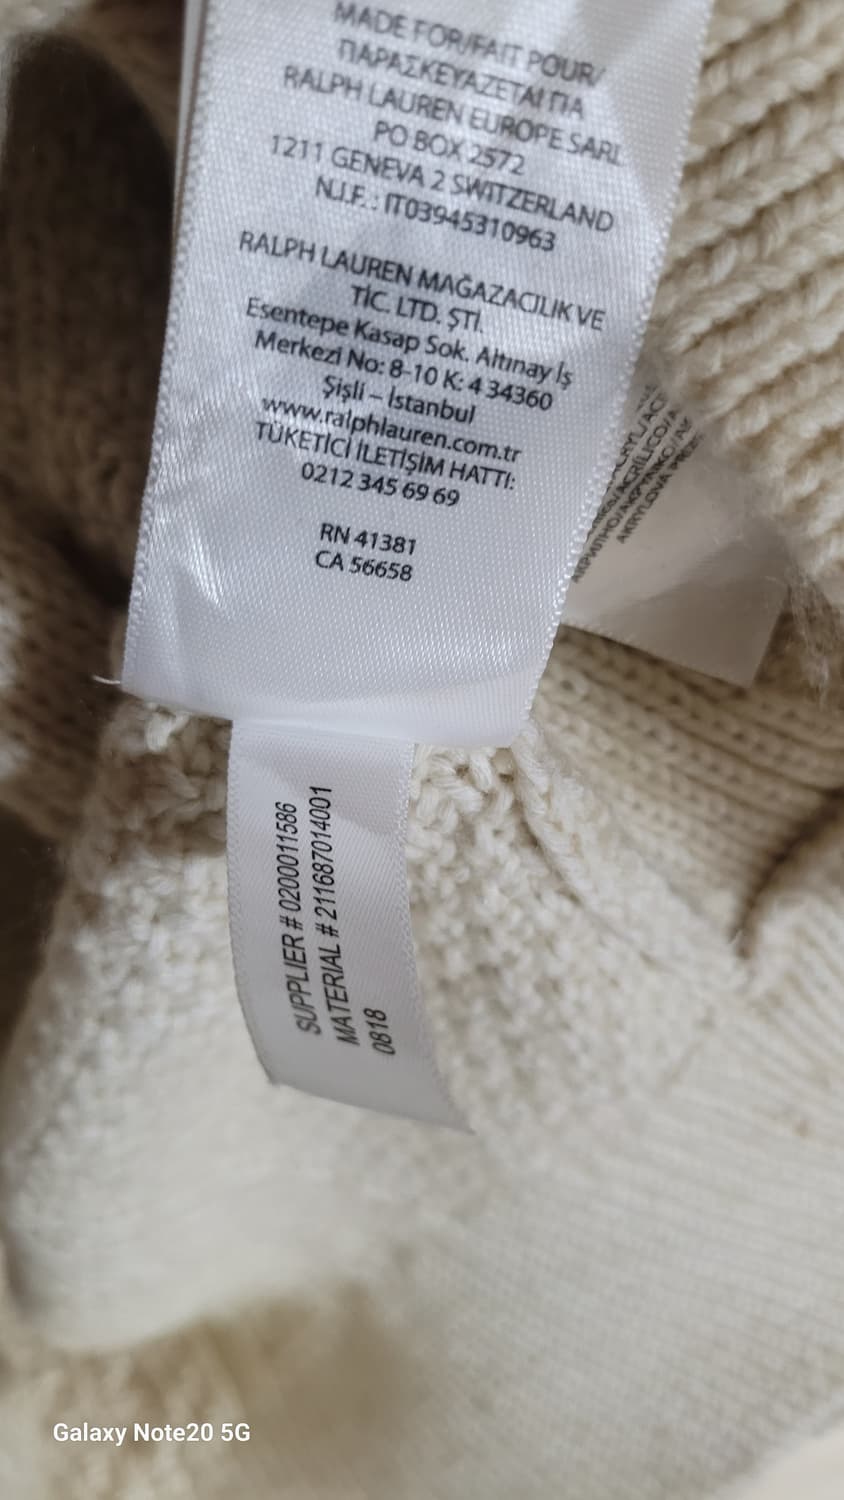 MADE FOR/FAIT POUR/
ΠΑΡΑΣΚΕΥΑΖΕΤΑΙ ΓΙΑ
RALPH LAUREN EUROPE SARL
PO BOX 2572
1211 GENEVA 2 SWITZERLAND
N.I.F. : IT03945310963
RALPH LAUREN MAĞAZACILIK VE
TİC. LTD. ŞTİ.
Esentepe Kasap Sok. Altınay İş
Merkezi No: 8-10 K: 4 34360
Şişli – İstanbul
www.ralphlauren.com.tr
TÜKETİCİ İLETİŞİM HATTI:
0212 345 69 69
RN 41381
CA 56658
SUPPLIER # 0200011586
MATERIAL # 211687014001
0818
Galaxy Note20 5G